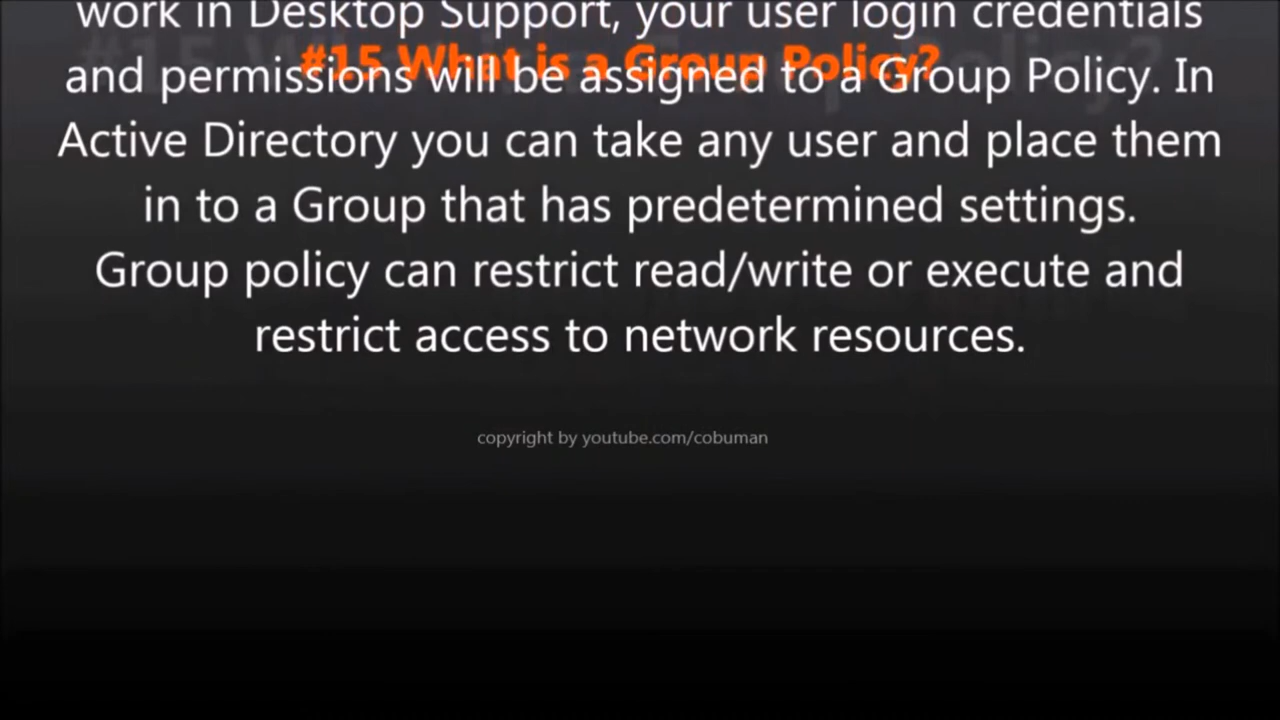 work in Desktop Support, your user login credentials
#15 What is a Group Policy?
and permissions will be assigned to a Group Policy. In
Active Directory you can take any user and place them
in to a Group that has predetermined settings.
Group policy can restrict read/write or execute and
restrict access to network resources.
copyright by youtube.com/cobuman